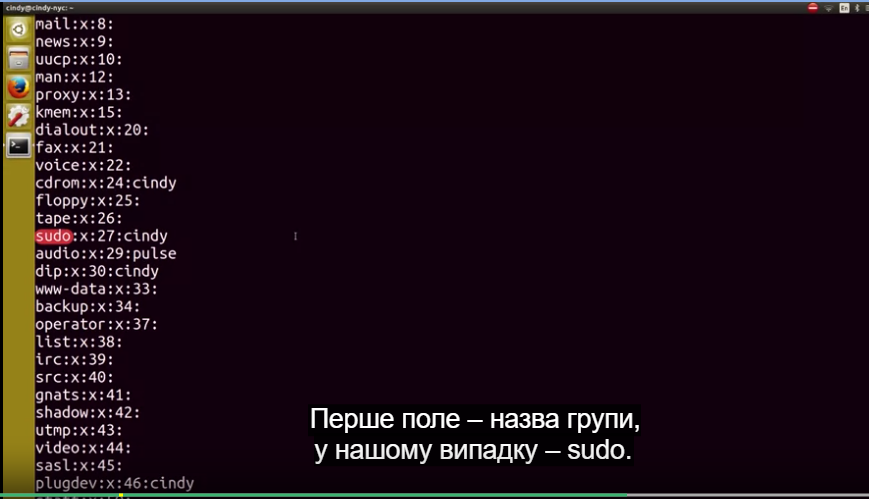 cindy@cindy-nyc: ~
En
mail:x:8:
news:x:9:
uucp:x:10:
man:x:12:
proxy:x:13:
kmem:x:15:
dialout:x:20:
fax:x:21:
voice:x:22:
cdrom:x:24:cindy
floppy:x:25:
tape:x:26:
sudo:x:27:cindy
audio:x:29:pulse
dip:x:30:cindy
www-data:x:33:
backup:x:34:
operator:x:37:
list:x:38:
irc:x:39:
src:x:40:
gnats:x:41:
shadow:x:42:
utmp:x:43:
video:x:44:
sasl:x:45:
plugdev:x:46:cindy
Перше поле – назва групи,
у нашому випадку – sudo.